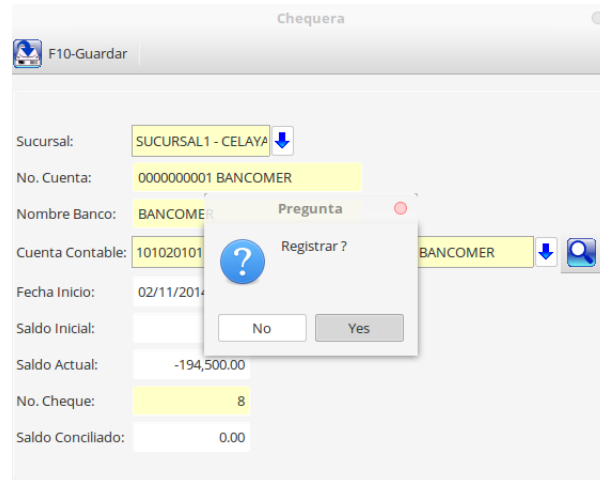 Chequera
F10-Guardar
Sucursal: SUCURSAL1 - CELAYA
No. Cuenta: 0000000001 BANCOMER
Nombre Banco: BANCOMER
Pregunta
Cuenta Contable: 101020101 BANCOMER
Registrar ?
Fecha Inicio: 02/11/2014
Saldo Inicial:
No Yes
Saldo Actual: -194,500.00
No. Cheque: 8
Saldo Conciliado: 0.00